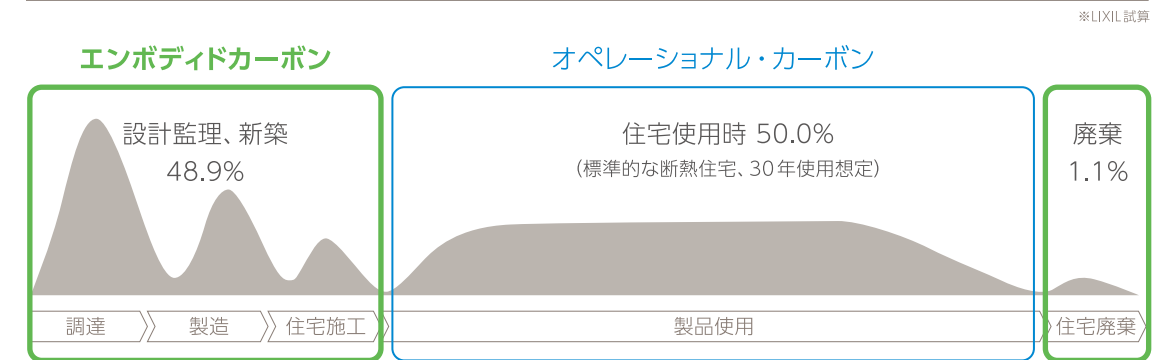 ※LIXIL試算
エンボディドカーボン
オペレーショナル・カーボン
設計監理、新築
48.9%
住宅使用時 50.0%
(標準的な断熱住宅、30年使用想定)
廃棄
1.1%
調達
製造
住宅施工
製品使用
住宅廃棄